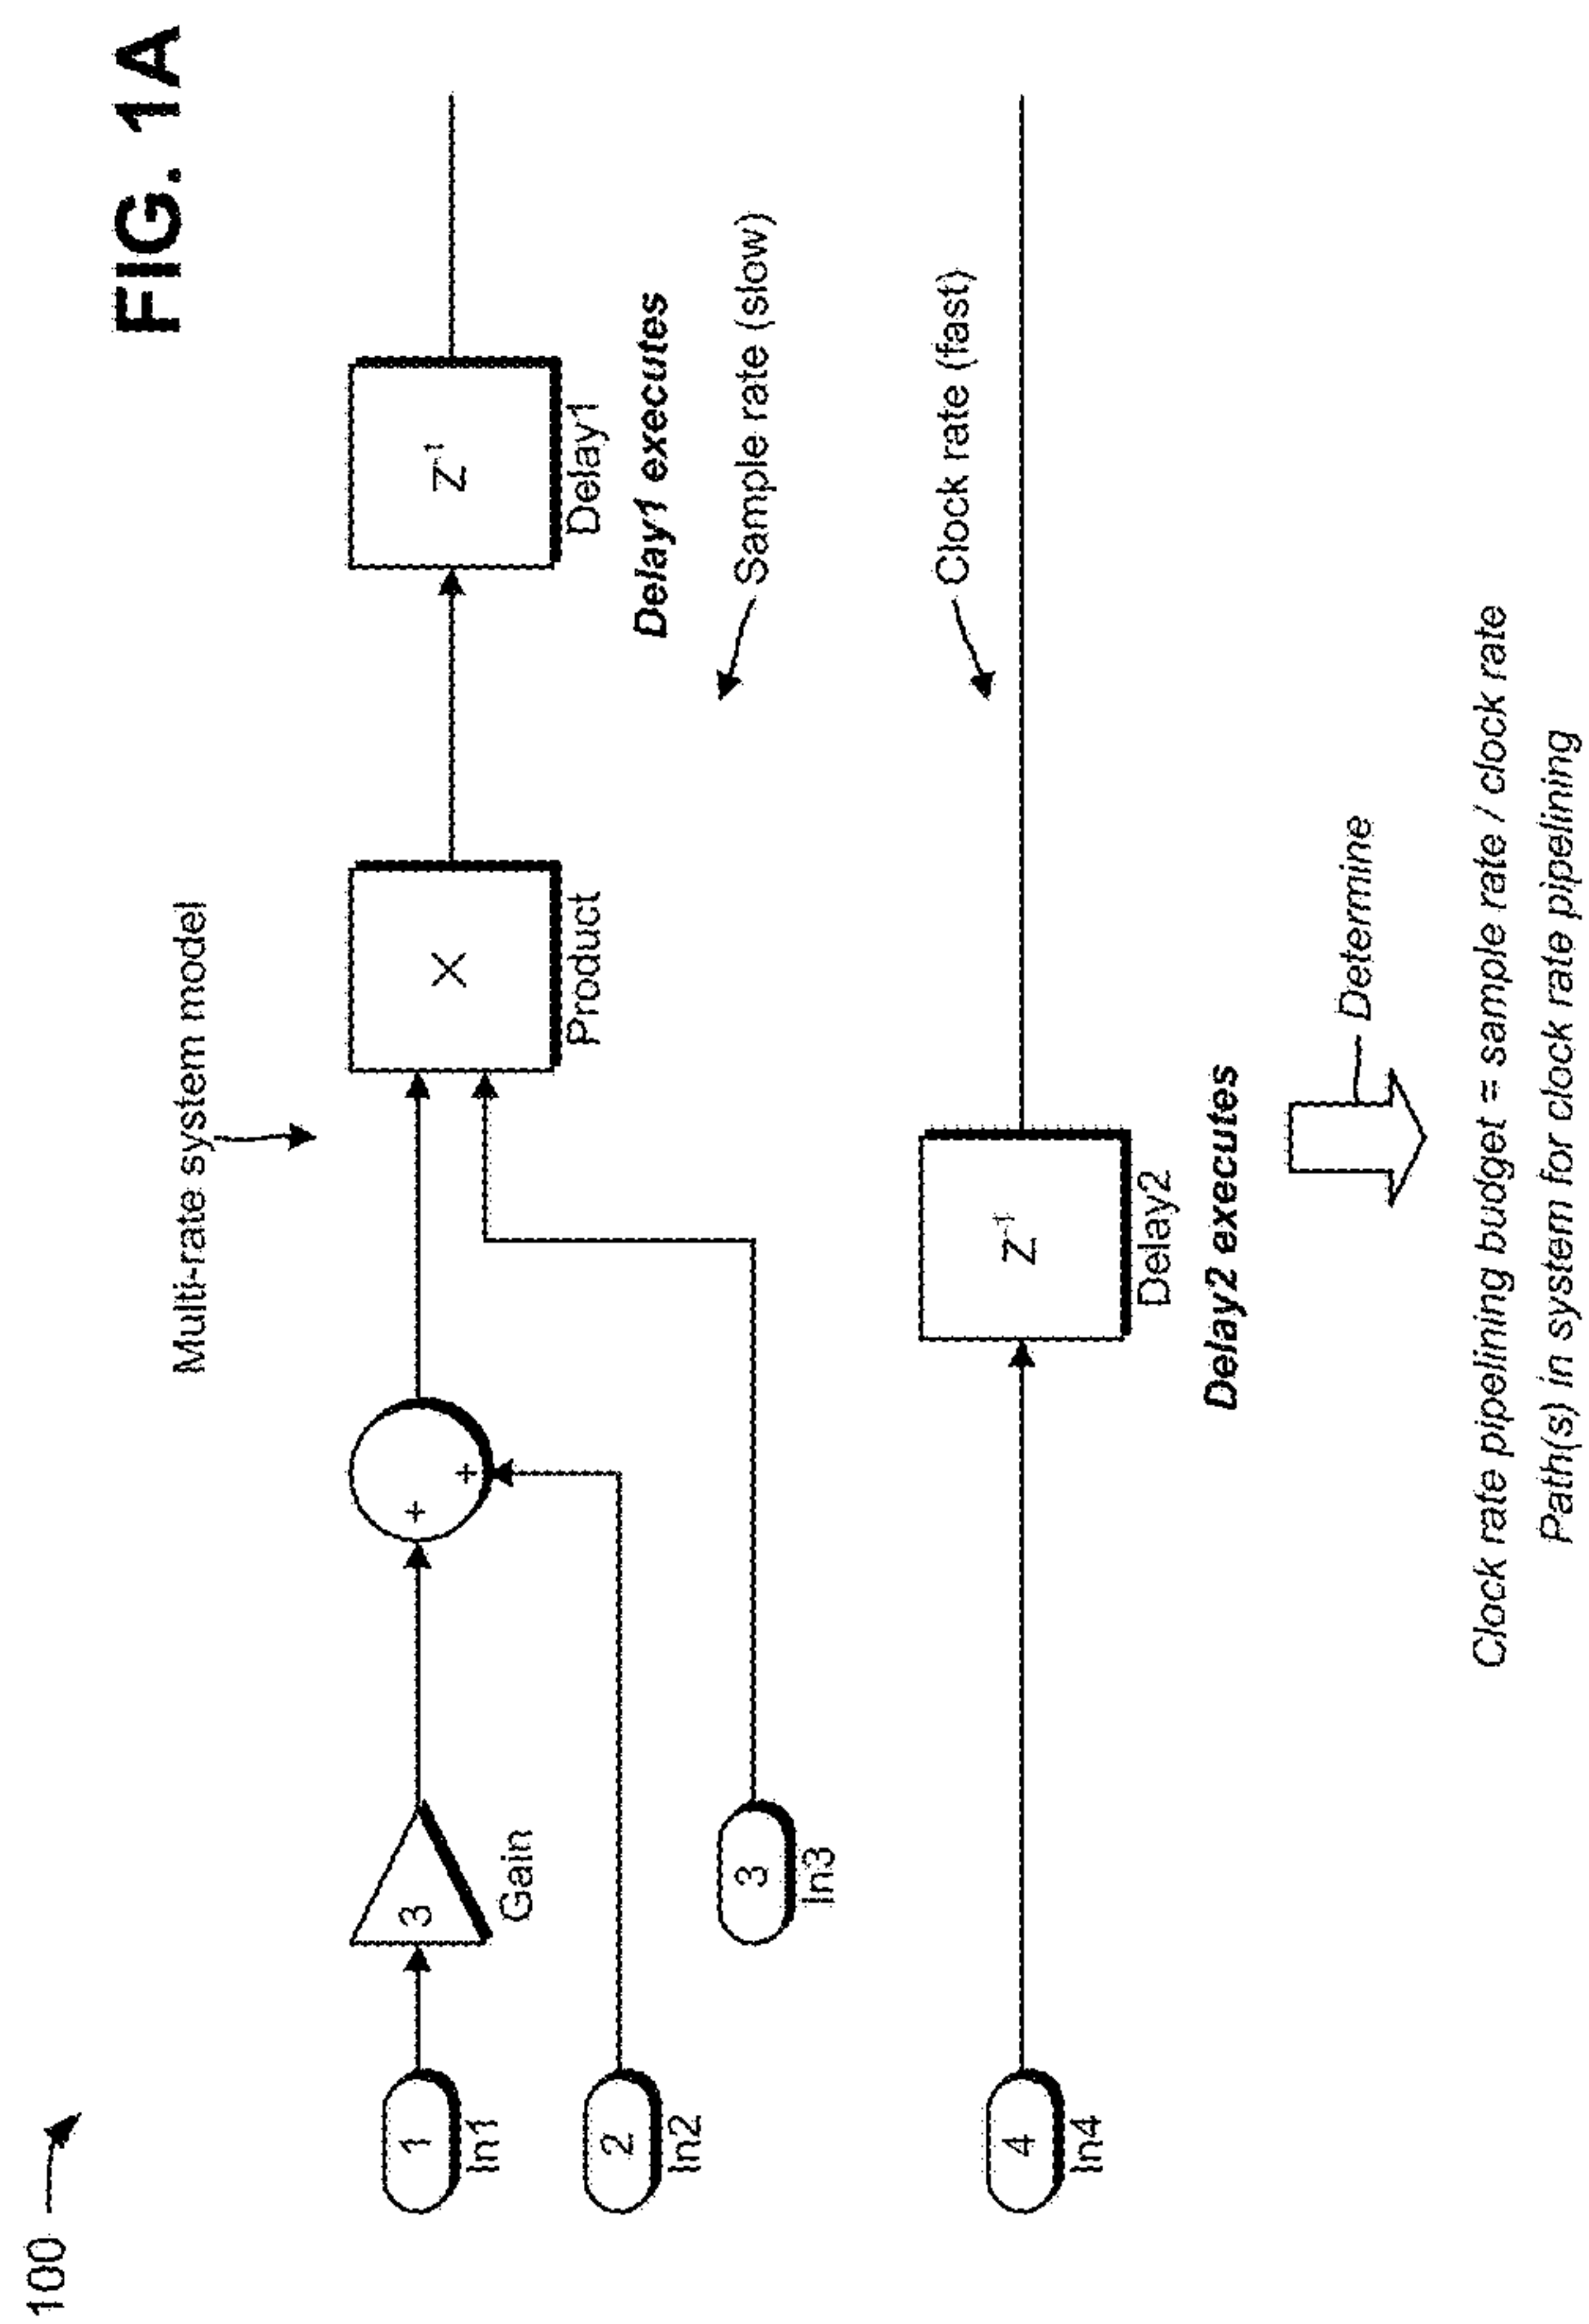 FIG. 1A
100
Multi-rate system model
1
In1
3
Gain
+
+
X
Product
Z-1
Delay1
Delay1 executes
2
In2
3
In3
Sample rate (slow)
Clock rate (fast)
4
In4
Z-1
Delay2
Delay2 executes
Determine
Clock rate pipelining budget = sample rate / clock rate
Path(s) in system for clock rate pipelining